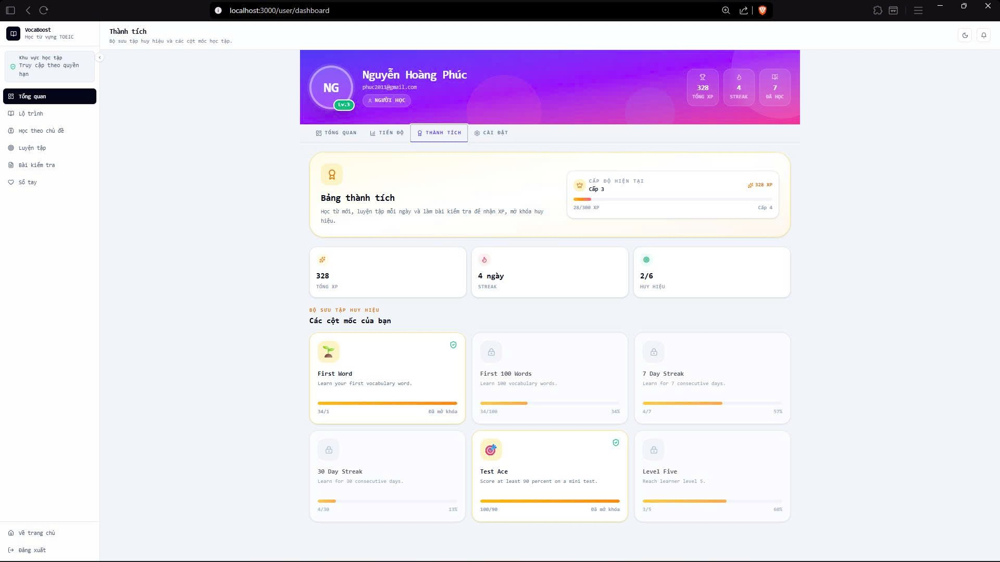 localhost:3000/user/dashboard
VocaBoost
Học từ vựng TOEIC
Khu vực học tập
Truy cập theo quyền
hạn
Tổng quan
Lộ trình
Học theo chủ đề
Luyện tập
Bài kiểm tra
Sổ tay
Về trang chủ
Đăng xuất
Thành tích
Bộ sưu tập huy hiệu và các cột mốc học tập.
NG
Lv.3
Nguyễn Hoàng Phúc
phuc2011@gmail.com
NGƯỜI HỌC
328
TỔNG XP
4
STREAK
7
ĐÃ HỌC
TỔNG QUAN
TIẾN ĐỘ
THÀNH TÍCH
CÀI ĐẶT
Bảng thành tích
Học từ mới, luyện tập mỗi ngày và làm bài kiểm tra để nhận XP, mở khóa huy
hiệu.
CẤP ĐỘ HIỆN TẠI
Cấp 3
328 XP
28/300 XP
Cấp 4
328
TỔNG XP
4 ngày
STREAK
2/6
HUY HIỆU
BỘ SƯU TẬP HUY HIỆU
Các cột mốc của bạn
First Word
Learn your first vocabulary word.
34/1
Đã mở khóa
First 100 Words
Learn 100 vocabulary words.
34/100
34%
7 Day Streak
Learn for 7 consecutive days.
4/7
57%
30 Day Streak
Learn for 30 consecutive days.
4/30
13%
Test Ace
Score at least 90 percent on a mini test.
100/90
Đã mở khóa
Level Five
Reach learner level 5.
3/5
60%